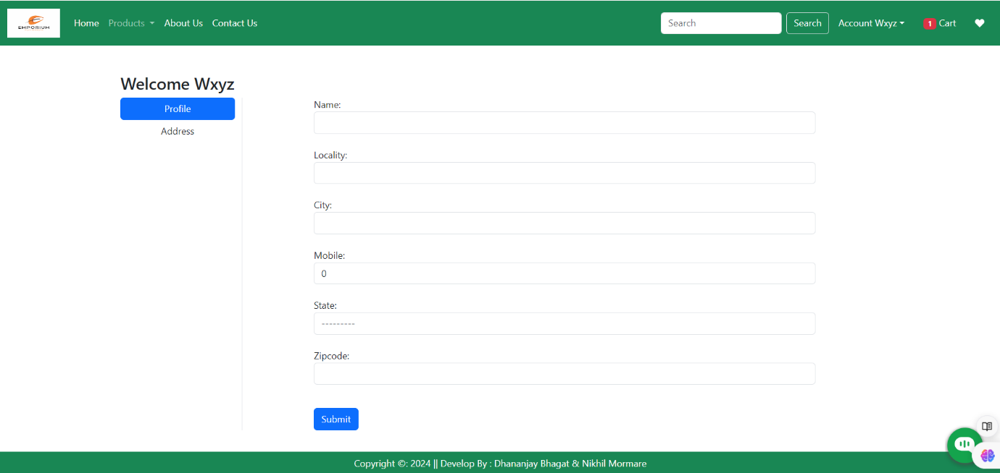 EMPORIUM
Home Products About Us Contact Us Search Search Account Wxyz 1 Cart
Welcome Wxyz
Profile
Address
Name:
Locality:
City:
Mobile:
0
State:
---------
Zipcode:
Submit
Copyright ©: 2024 || Develop By : Dhananjay Bhagat & Nikhil Mormare